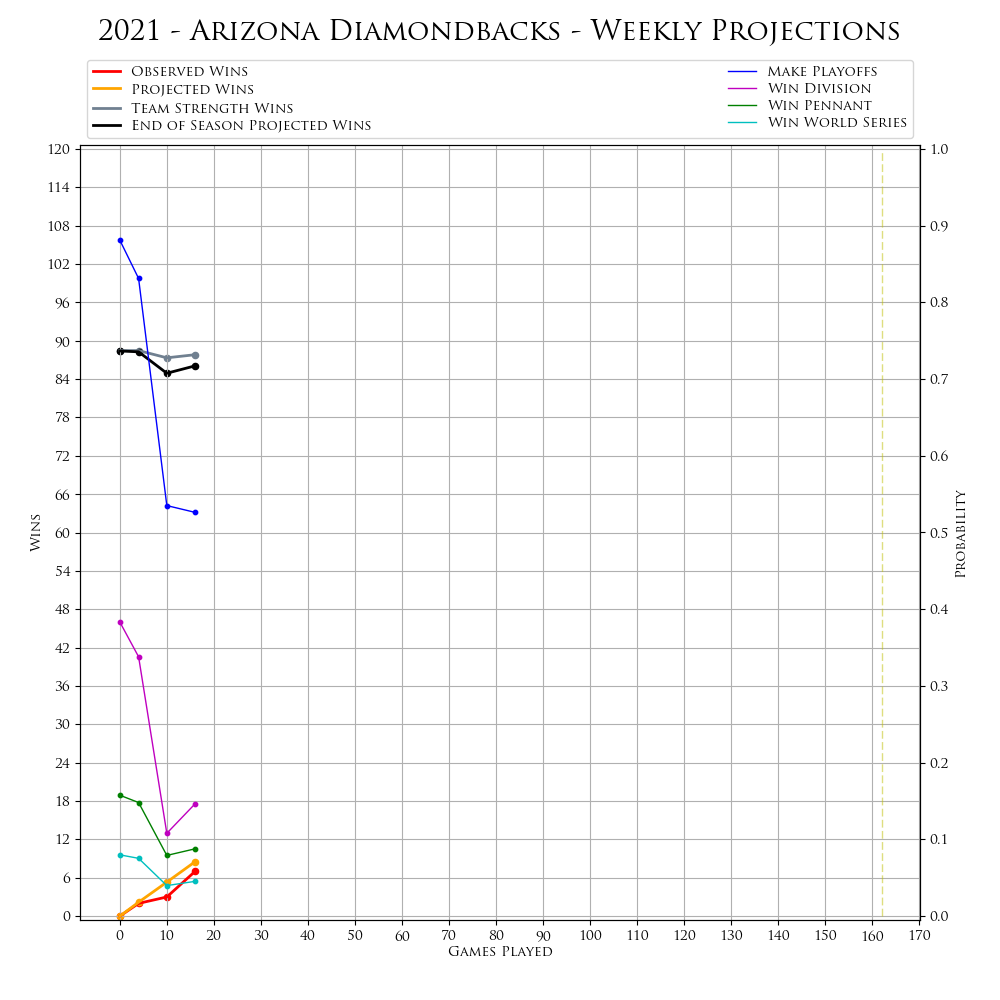 2021 - Arizona Diamondbacks - Weekly Projections
Observed Wins
Projected Wins
Team Strength Wins
End of Season Projected Wins
Make Playoffs
Win Division
Win Pennant
Win World Series
120
114
108
102
96
90
84
78
72
66
60
54
48
42
36
30
24
18
12
6
0
Wins
1.0
0.9
0.8
0.7
0.6
0.5
0.4
0.3
0.2
0.1
0.0
Probability
0 10 20 30 40 50 60 70 80 90 100 110 120 130 140 150 160 170
Games Played